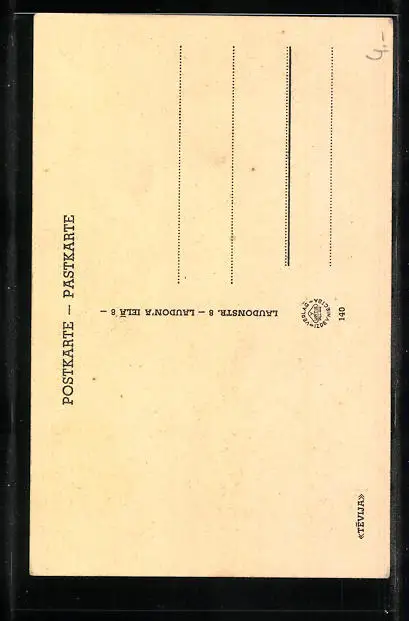 POSTKARTE — PASTKARTE
LAUDONSTR. 8 — LAUDON'A IELĀ 8 —
140
«TĒVIJA»
4.-